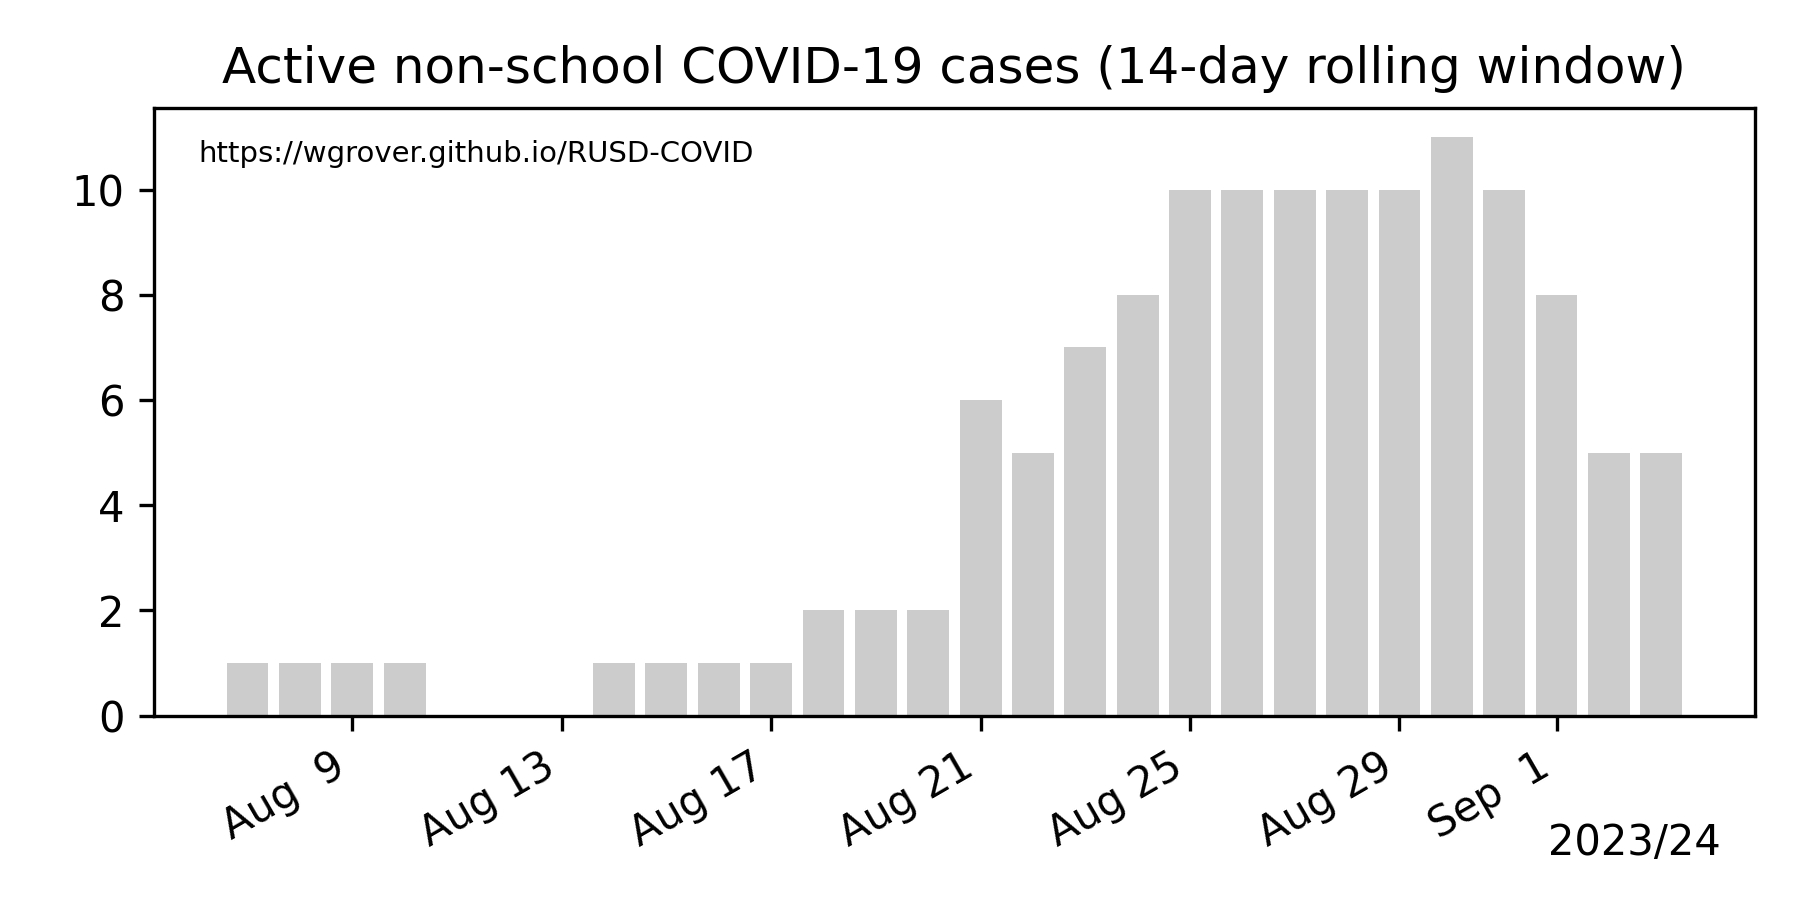 Active non-school COVID-19 cases (14-day rolling window)
https://wgrover.github.io/RUSD-COVID
10
8
6
4
2
0
Aug  9
Aug 13
Aug 17
Aug 21
Aug 25
Aug 29
Sep  1
2023/24